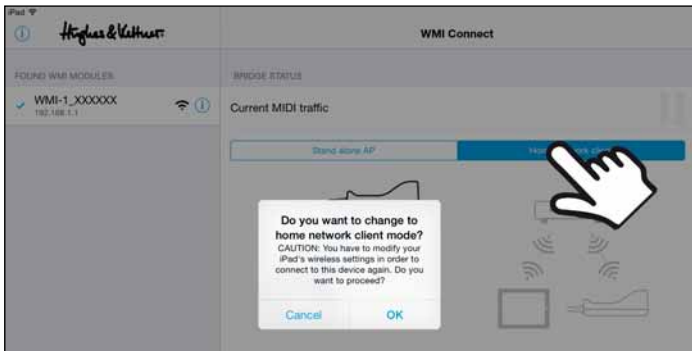 iPad
Hughes & Kettner
WMI Connect
FOUND WMI MODULES
BRIDGE STATUS
WMI-1_XXXXXX
192.168.1.1
Current MIDI traffic
Stand alone AP
Do you want to change to
home network client mode?
CAUTION: You have to modify your
iPad's wireless settings in order to
connect to this device again. Do you
want to proceed?
Cancel
OK